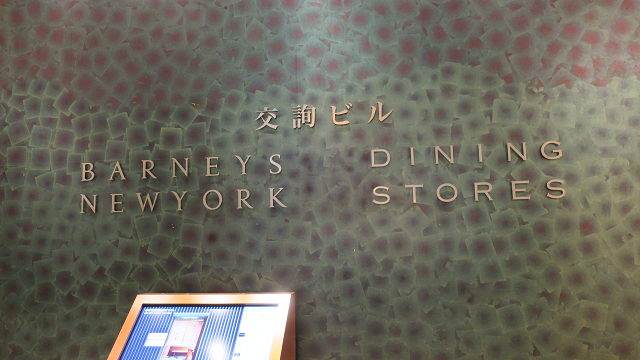 交詢ビル
BARNEYS
NEWYORK
DINING
STORES